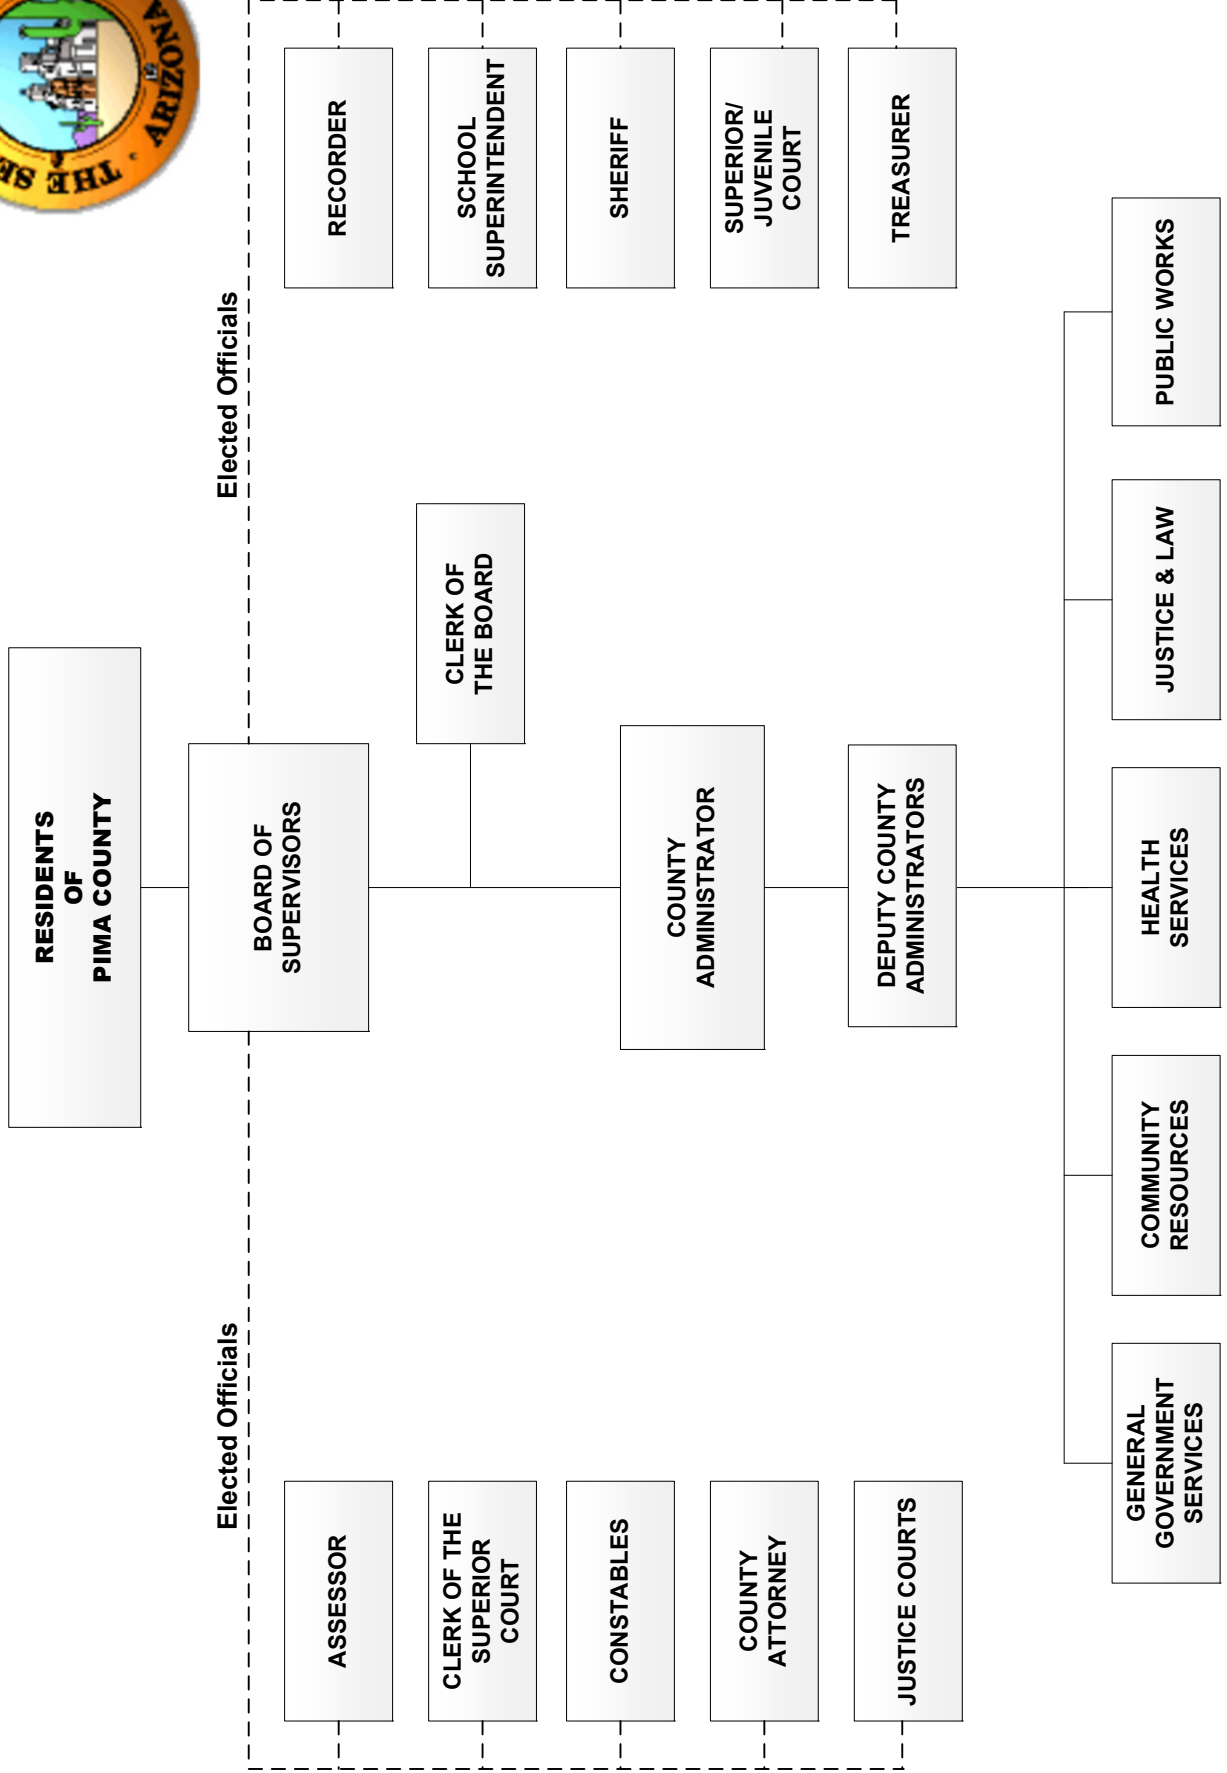 THE SE
ARIZONA
RESIDENTS
OF
PIMA COUNTY
Elected Officials
Elected Officials
BOARD OF
SUPERVISORS
CLERK OF
THE BOARD
COUNTY
ADMINISTRATOR
DEPUTY COUNTY
ADMINISTRATORS
ASSESSOR
CLERK OF THE
SUPERIOR
COURT
CONSTABLES
COUNTY
ATTORNEY
JUSTICE COURTS
RECORDER
SCHOOL
SUPERINTENDENT
SHERIFF
SUPERIOR/
JUVENILE
COURT
TREASURER
GENERAL
GOVERNMENT
SERVICES
COMMUNITY
RESOURCES
HEALTH
SERVICES
JUSTICE & LAW
PUBLIC WORKS